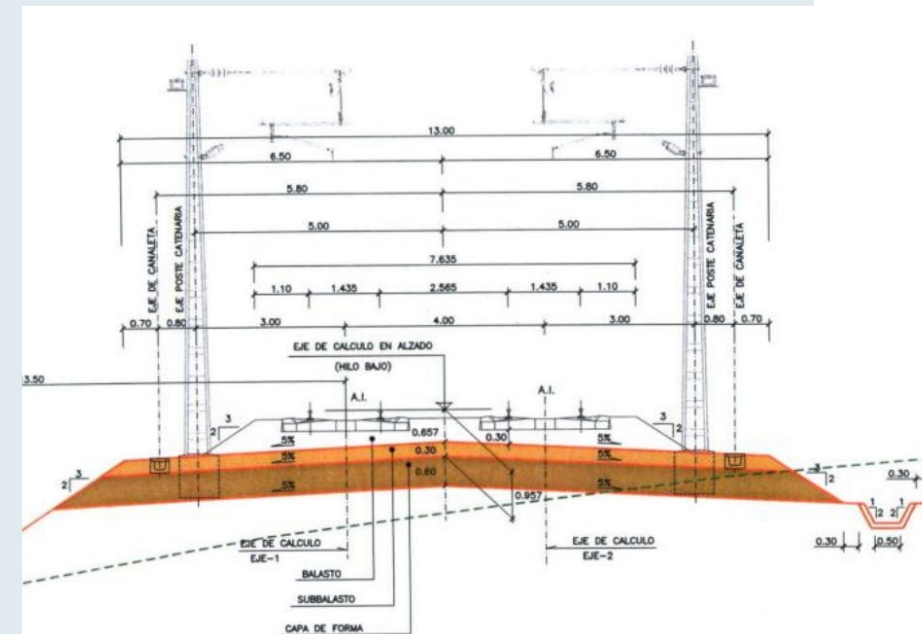 13.00
6.50 6.50
5.80 5.80
5.00 5.00
EJE DE CANALETA
EJE POSTE CATENARIA
EJE POSTE CATENARIA
EJE DE CANALETA
7.635
1.10 1.435 2.565 1.435 1.10
0.70 0.80 3.00 4.00 3.00 0.80 0.70
EJE DE CALCULO EN ALZADO
(HILO BAJO)
3.50
A.I. A.I.
3 3
2 0.657 0.30 2
5% 5%
3 5% 0.30 5% 3
2 0.60 2 0.30
5% 0.957 5%
1 1
2 2
EJE DE CALCULO EJE DE CALCULO 0.30 0.50
EJE-1 EJE-2
BALASTO
SUBBALASTO
CAPA DE FORMA